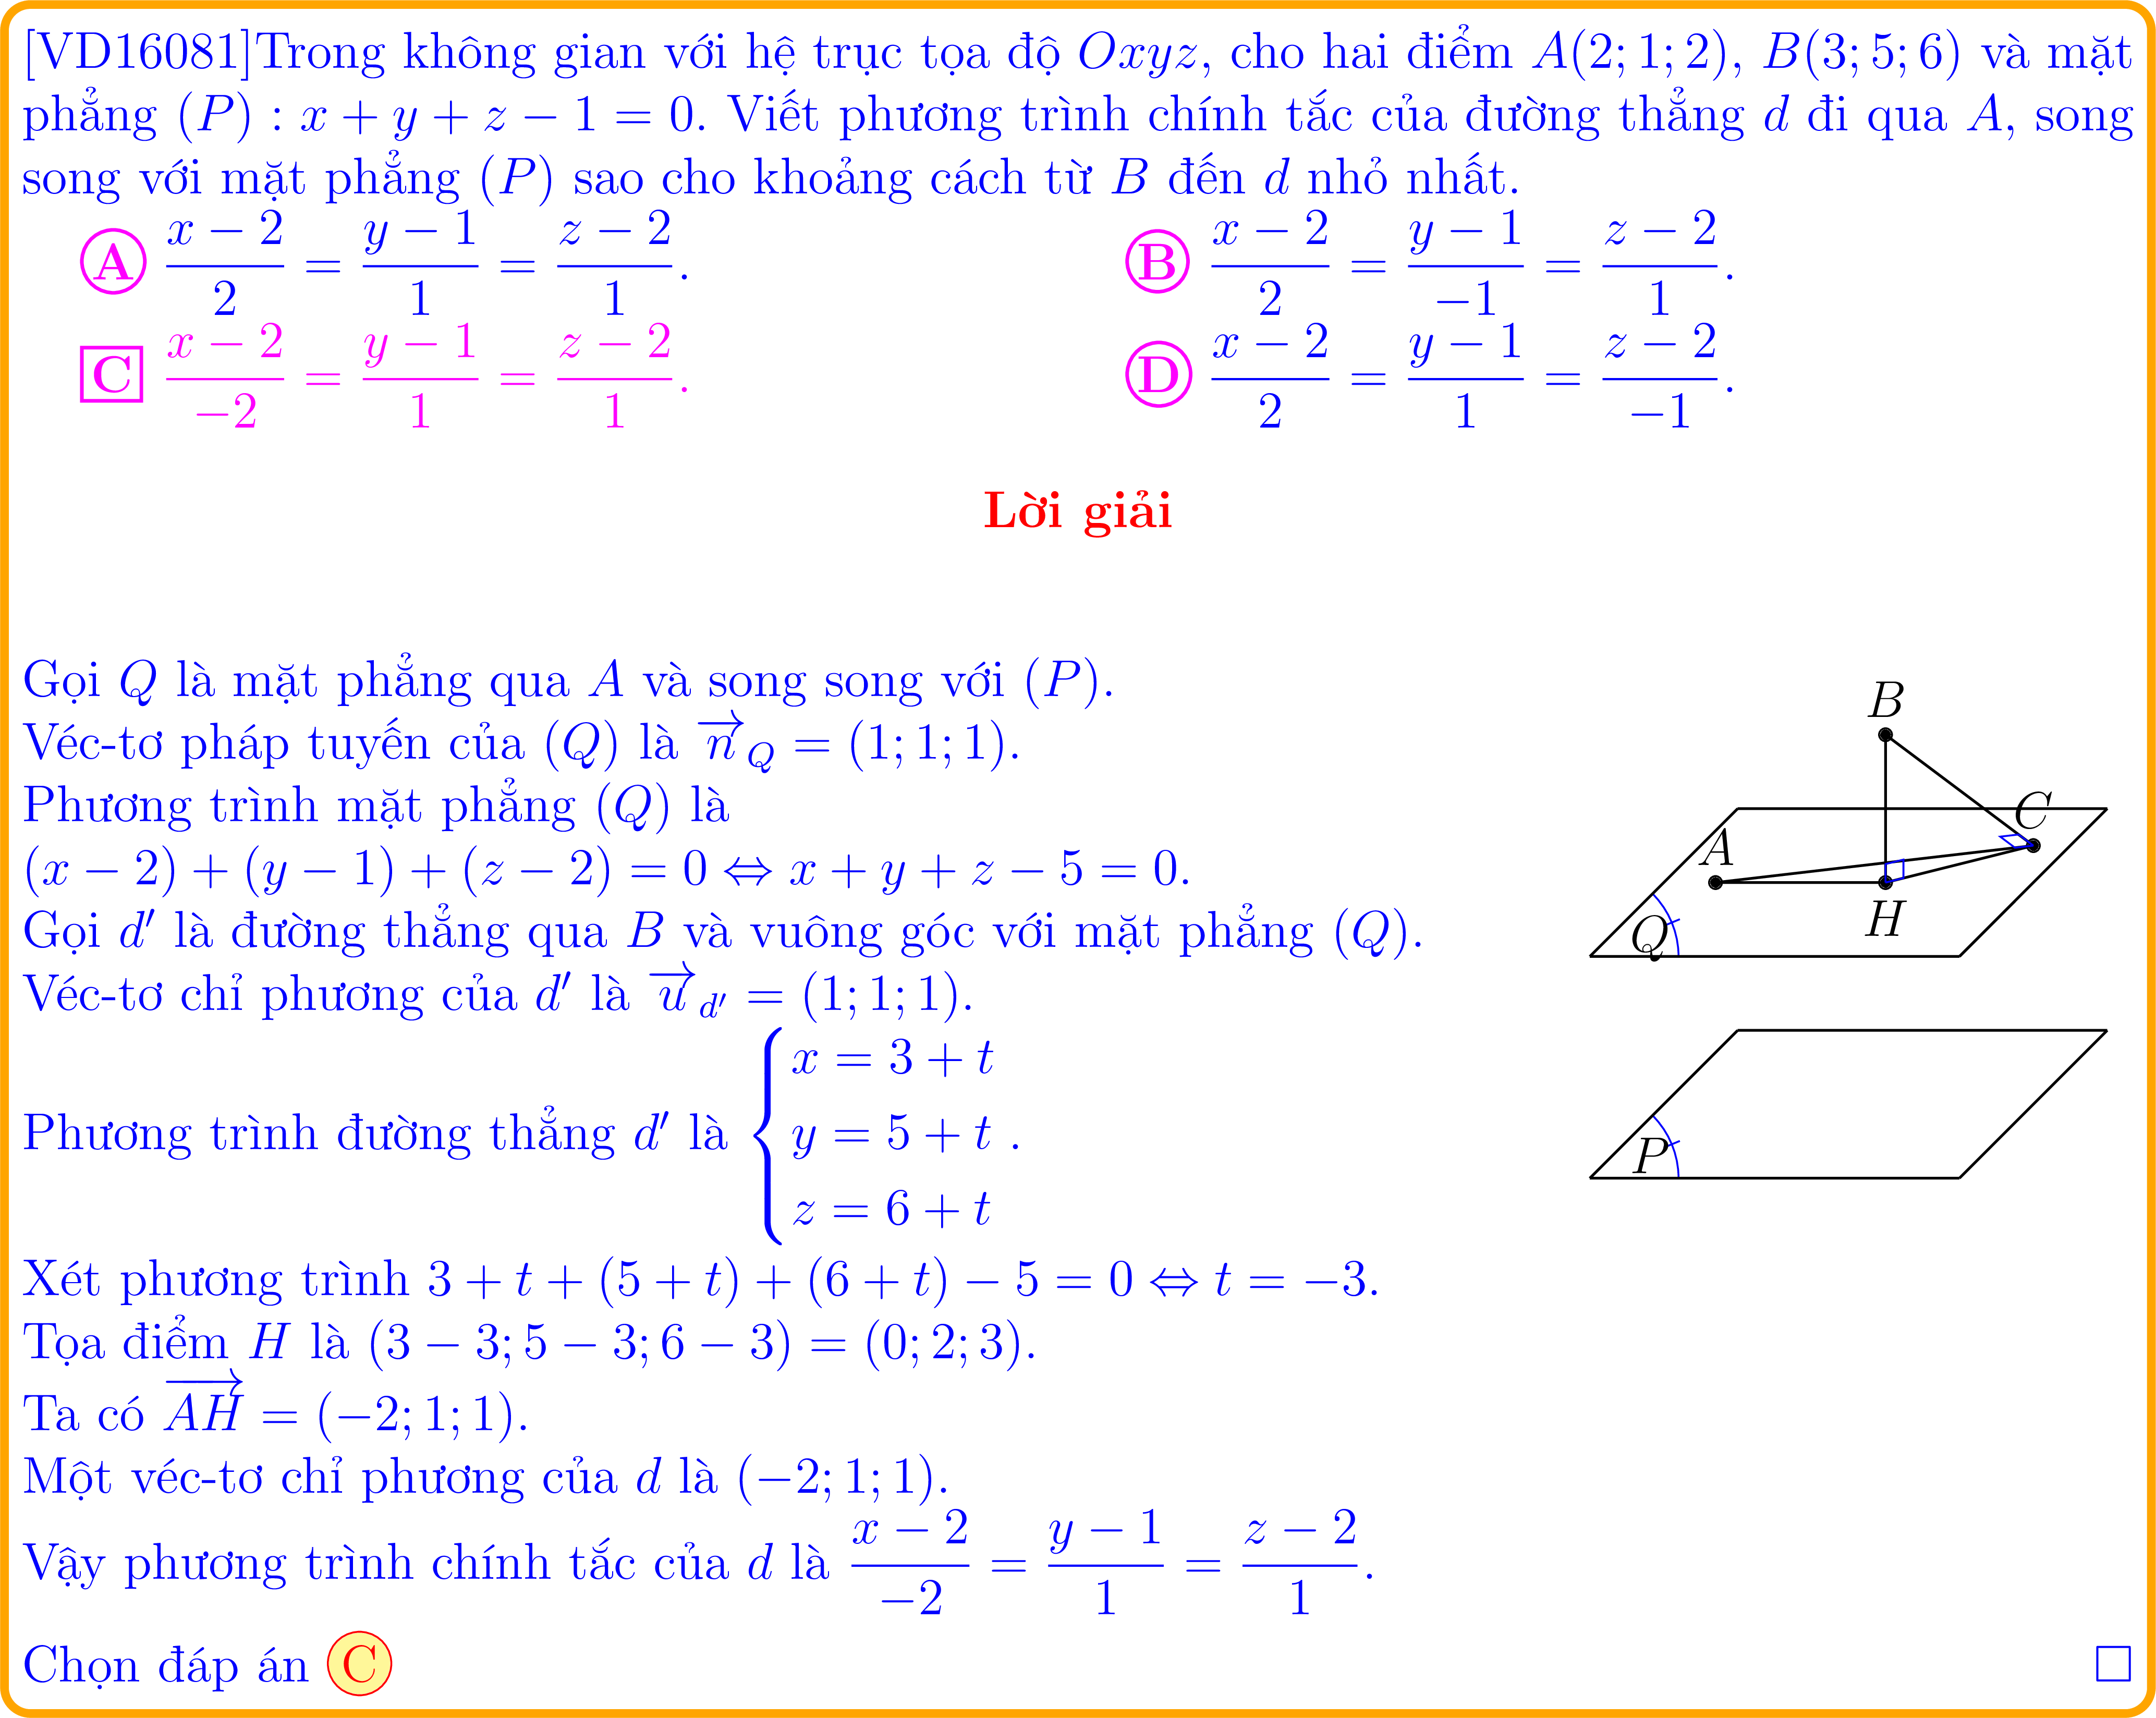 [VD16081]Trong không gian với hệ trục tọa độ Oxyz, cho hai điểm A(2; 1; 2), B(3; 5; 6) và mặt
phẳng (P) : x + y + z − 1 = 0. Viết phương trình chính tắc của đường thẳng d đi qua A, song
song với mặt phẳng (P) sao cho khoảng cách từ B đến d nhỏ nhất.
A \frac{x − 2}{2} = \frac{y − 1}{1} = \frac{z − 2}{1}. B \frac{x − 2}{2} = \frac{y − 1}{−1} = \frac{z − 2}{1}.
C \frac{x − 2}{−2} = \frac{y − 1}{1} = \frac{z − 2}{1}. D \frac{x − 2}{2} = \frac{y − 1}{1} = \frac{z − 2}{−1}.
Lời giải
Gọi Q là mặt phẳng qua A và song song với (P).
Véc-tơ pháp tuyến của (Q) là \overrightarrow{n}_Q = (1; 1; 1).
Phương trình mặt phẳng (Q) là
(x − 2) + (y − 1) + (z − 2) = 0 ⇔ x + y + z − 5 = 0.
Gọi d′ là đường thẳng qua B và vuông góc với mặt phẳng (Q).
Véc-tơ chỉ phương của d′ là \overrightarrow{u}_{d′} = (1; 1; 1).
Phương trình đường thẳng d′ là { x = 3 + t
y = 5 + t .
z = 6 + t
Xét phương trình 3 + t + (5 + t) + (6 + t) − 5 = 0 ⇔ t = −3.
Tọa điểm H là (3 − 3; 5 − 3; 6 − 3) = (0; 2; 3).
Ta có \overrightarrow{AH} = (−2; 1; 1).
Một véc-tơ chỉ phương của d là (−2; 1; 1).
Vậy phương trình chính tắc của d là \frac{x − 2}{−2} = \frac{y − 1}{1} = \frac{z − 2}{1}.
Chọn đáp án C □
B
C
A
H
Q
P